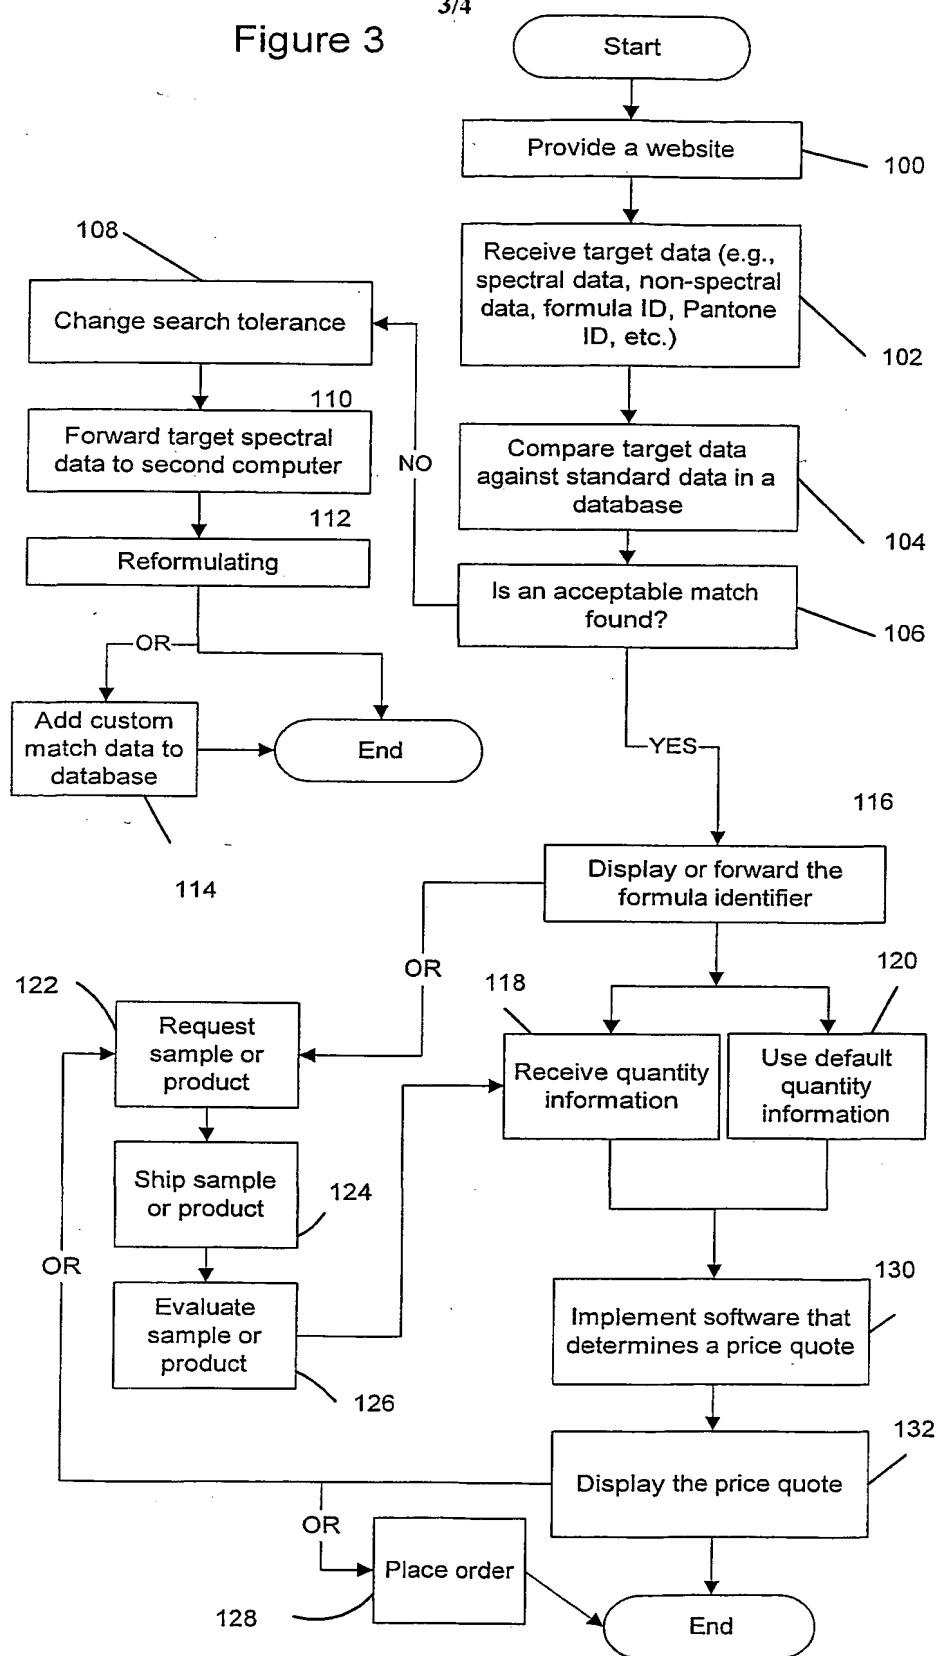 3/4
Figure 3
Start
Provide a website
100
Receive target data (e.g.,
spectral data, non-spectral
data, formula ID, Pantone
ID, etc.)
102
108
Change search tolerance
110
Forward target spectral
data to second computer
NO
Compare target data
against standard data in a
database
104
112
Reformulating
Is an acceptable match
found?
106
OR
Add custom
match data to
database
End
114
YES
116
Display or forward the
formula identifier
OR
122
Request
sample or
product
118
Receive quantity
information
120
Use default
quantity
information
Ship sample
or product
124
OR
Evaluate
sample or
product
126
130
Implement software that
determines a price quote
132
Display the price quote
OR
Place order
128
End